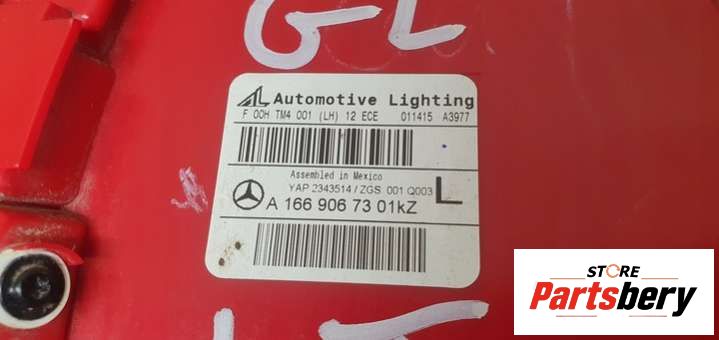 GL
AL Automotive Lighting
F 00H TM4 001 (LH) 12 ECE 011415 A3977
Assembled in Mexico
YAP 2343514 / ZGS 001 Q003 L
A 166 906 73 01kZ
STORE
Partsbery